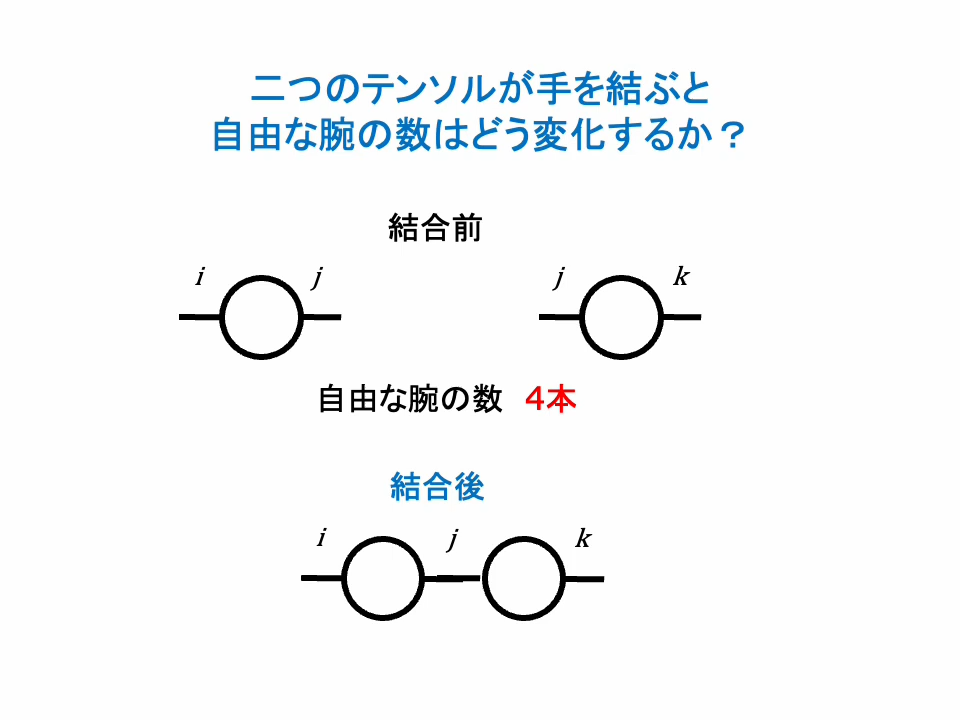 二つのテンソルが手を結ぶと
自由な腕の数はどう変化するか？
結合前
i j j k
自由な腕の数 ４本
結合後
i j k